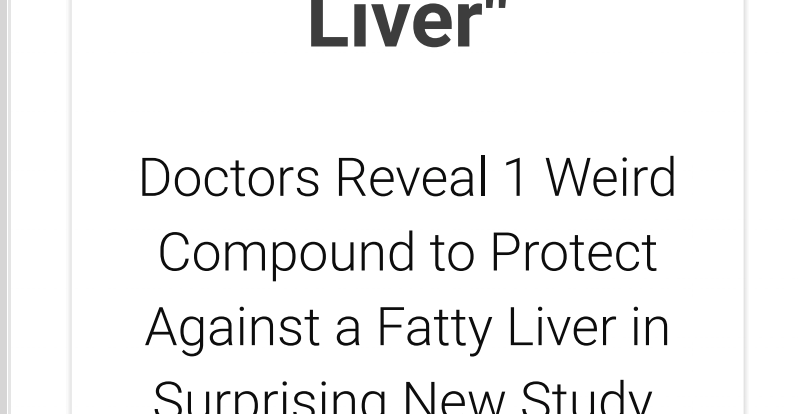 Liver"
Doctors Reveal 1 Weird
Compound to Protect
Against a Fatty Liver in
Surprising New Study